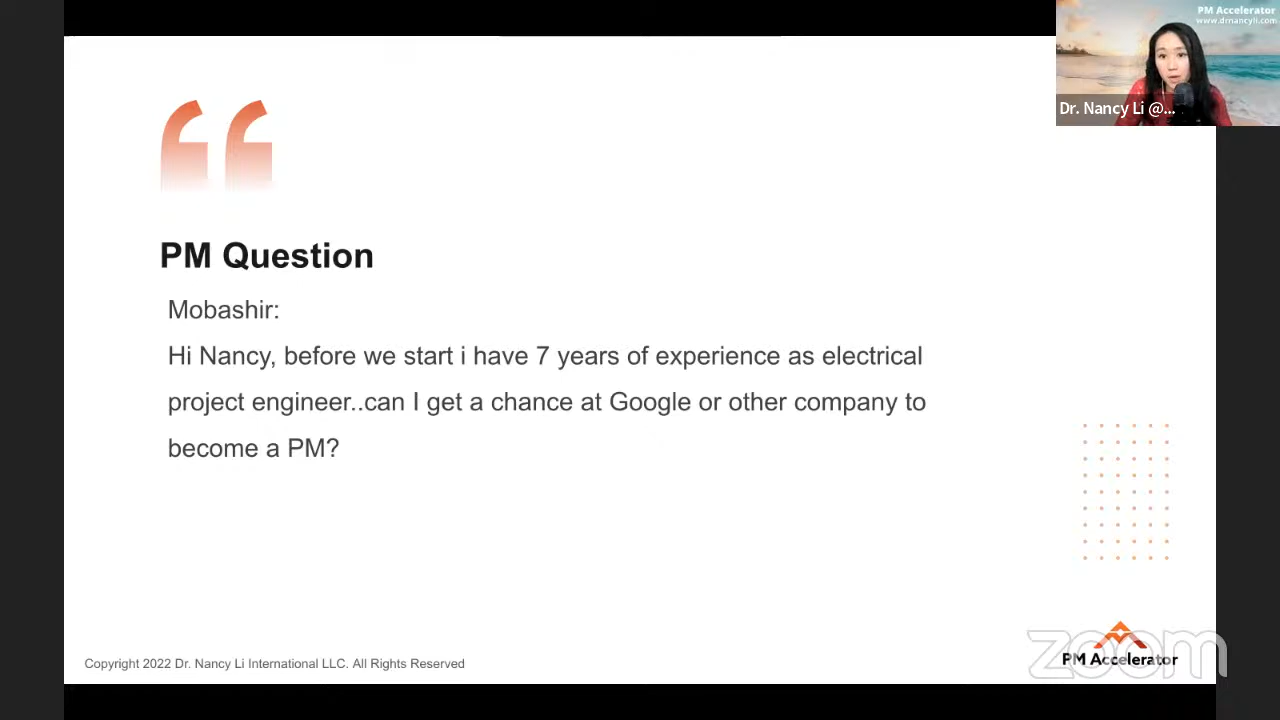 PM Accelerator
www.drnancyli.com
Dr. Nancy Li @...
PM Question
Mobashir:
Hi Nancy, before we start i have 7 years of experience as electrical
project engineer..can I get a chance at Google or other company to
become a PM?
Copyright 2022 Dr. Nancy Li International LLC. All Rights Reserved
zoom
PM Accelerator